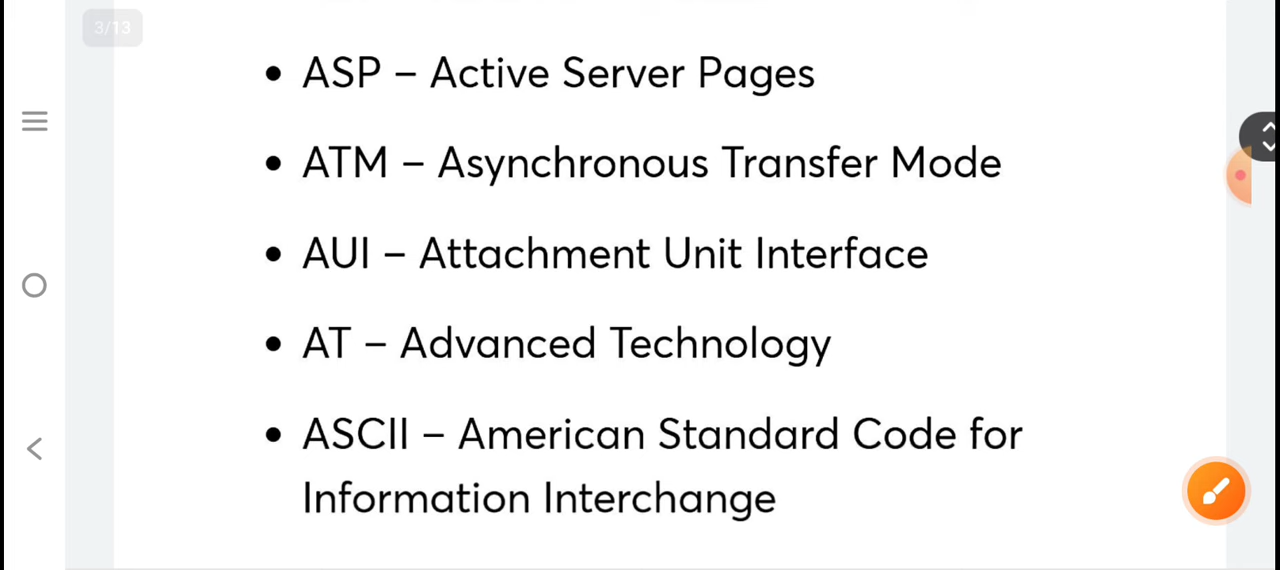 3/13
• ASP – Active Server Pages
• ATM – Asynchronous Transfer Mode
• AUI – Attachment Unit Interface
• AT – Advanced Technology
• ASCII – American Standard Code for
Information Interchange